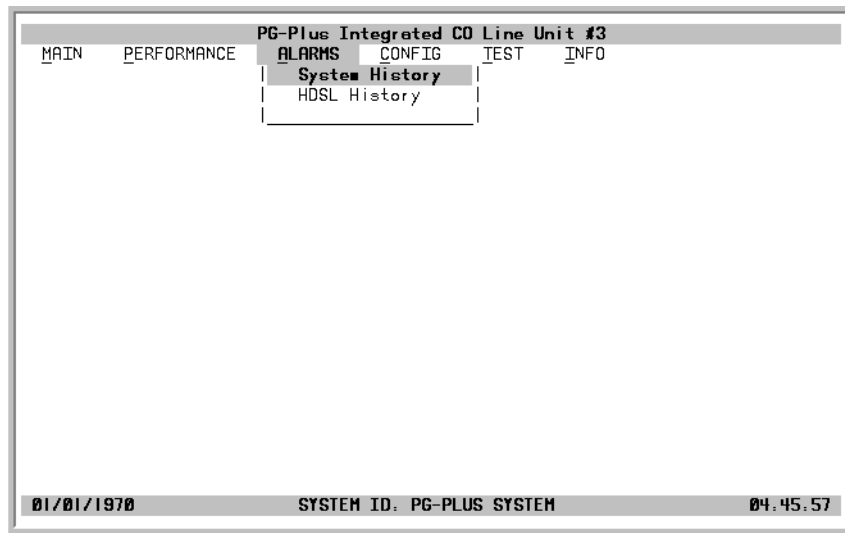 PG-Plus Integrated CO Line Unit #3
MAIN PERFORMANCE ALARMS CONFIG TEST INFO
System History
HDSL History
01/01/1970 SYSTEM ID: PG-PLUS SYSTEM 04:45:57